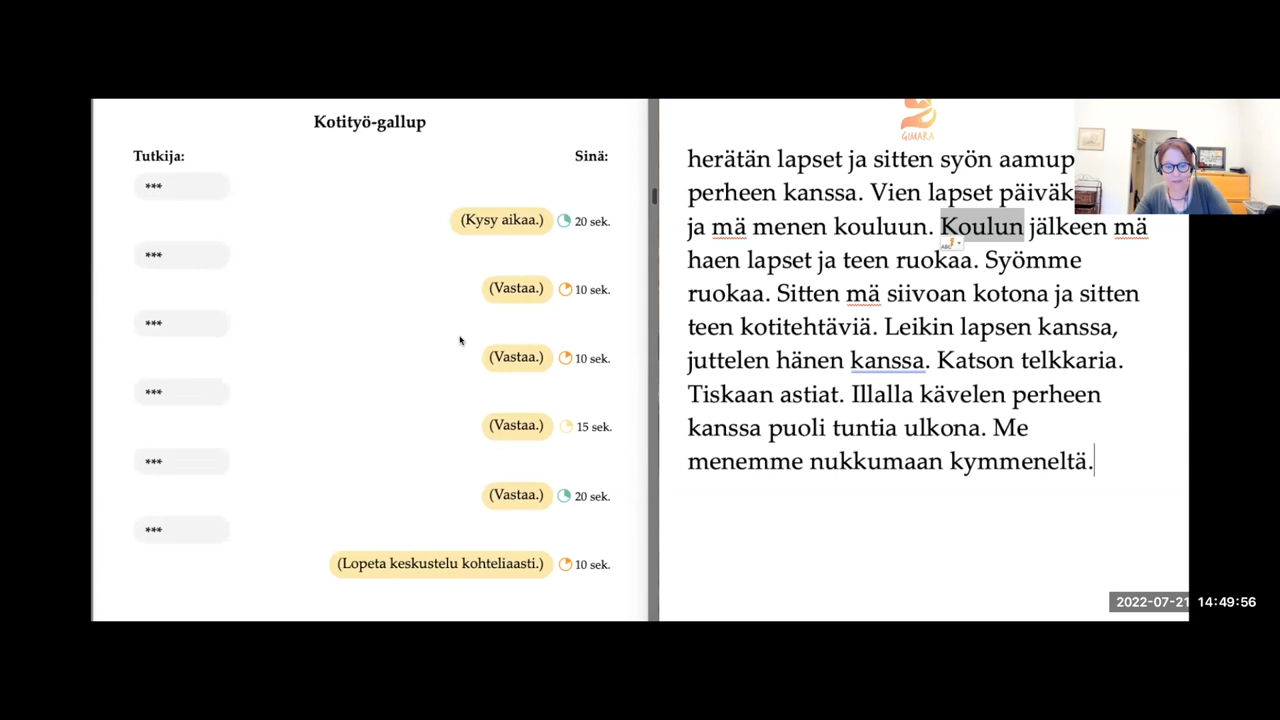 Kotityö-gallup
Tutkija:
Sinä:
***
(Kysy aikaa.) 20 sek.
***
(Vastaa.) 10 sek.
***
(Vastaa.) 10 sek.
***
(Vastaa.) 15 sek.
***
(Vastaa.) 20 sek.
***
(Lopeta keskustelu kohteliaasti.) 10 sek.
GIMARA
herätän lapset ja sitten syön aamup
perheen kanssa. Vien lapset päiväk
ja mä menen kouluun. Koulun jälkeen mä
ABC
haen lapset ja teen ruokaa. Syömme
ruokaa. Sitten mä siivoan kotona ja sitten
teen kotitehtäviä. Leikin lapsen kanssa,
juttelen hänen kanssa. Katson telkkaria.
Tiskaan astiat. Illalla kävelen perheen
kanssa puoli tuntia ulkona. Me
menemme nukkumaan kymmeneltä.
2022-07-21 14:49:56